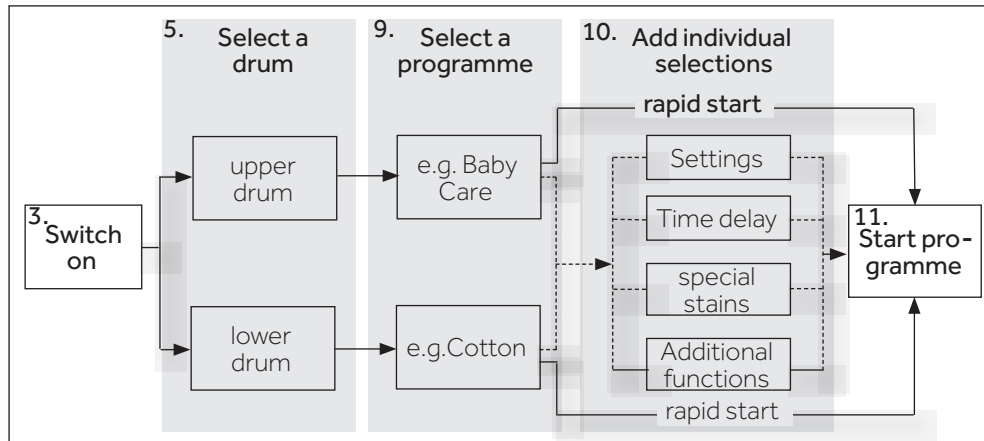 5. Select a
drum
9. Select a
programme
10. Add individual
selections
rapid start
upper
drum
e.g. Baby
Care
Settings
Time delay
3.
Switch
on
11.
Start pro-
gramme
special
stains
lower
drum
e.g.Cotton
Additional
functions
rapid start